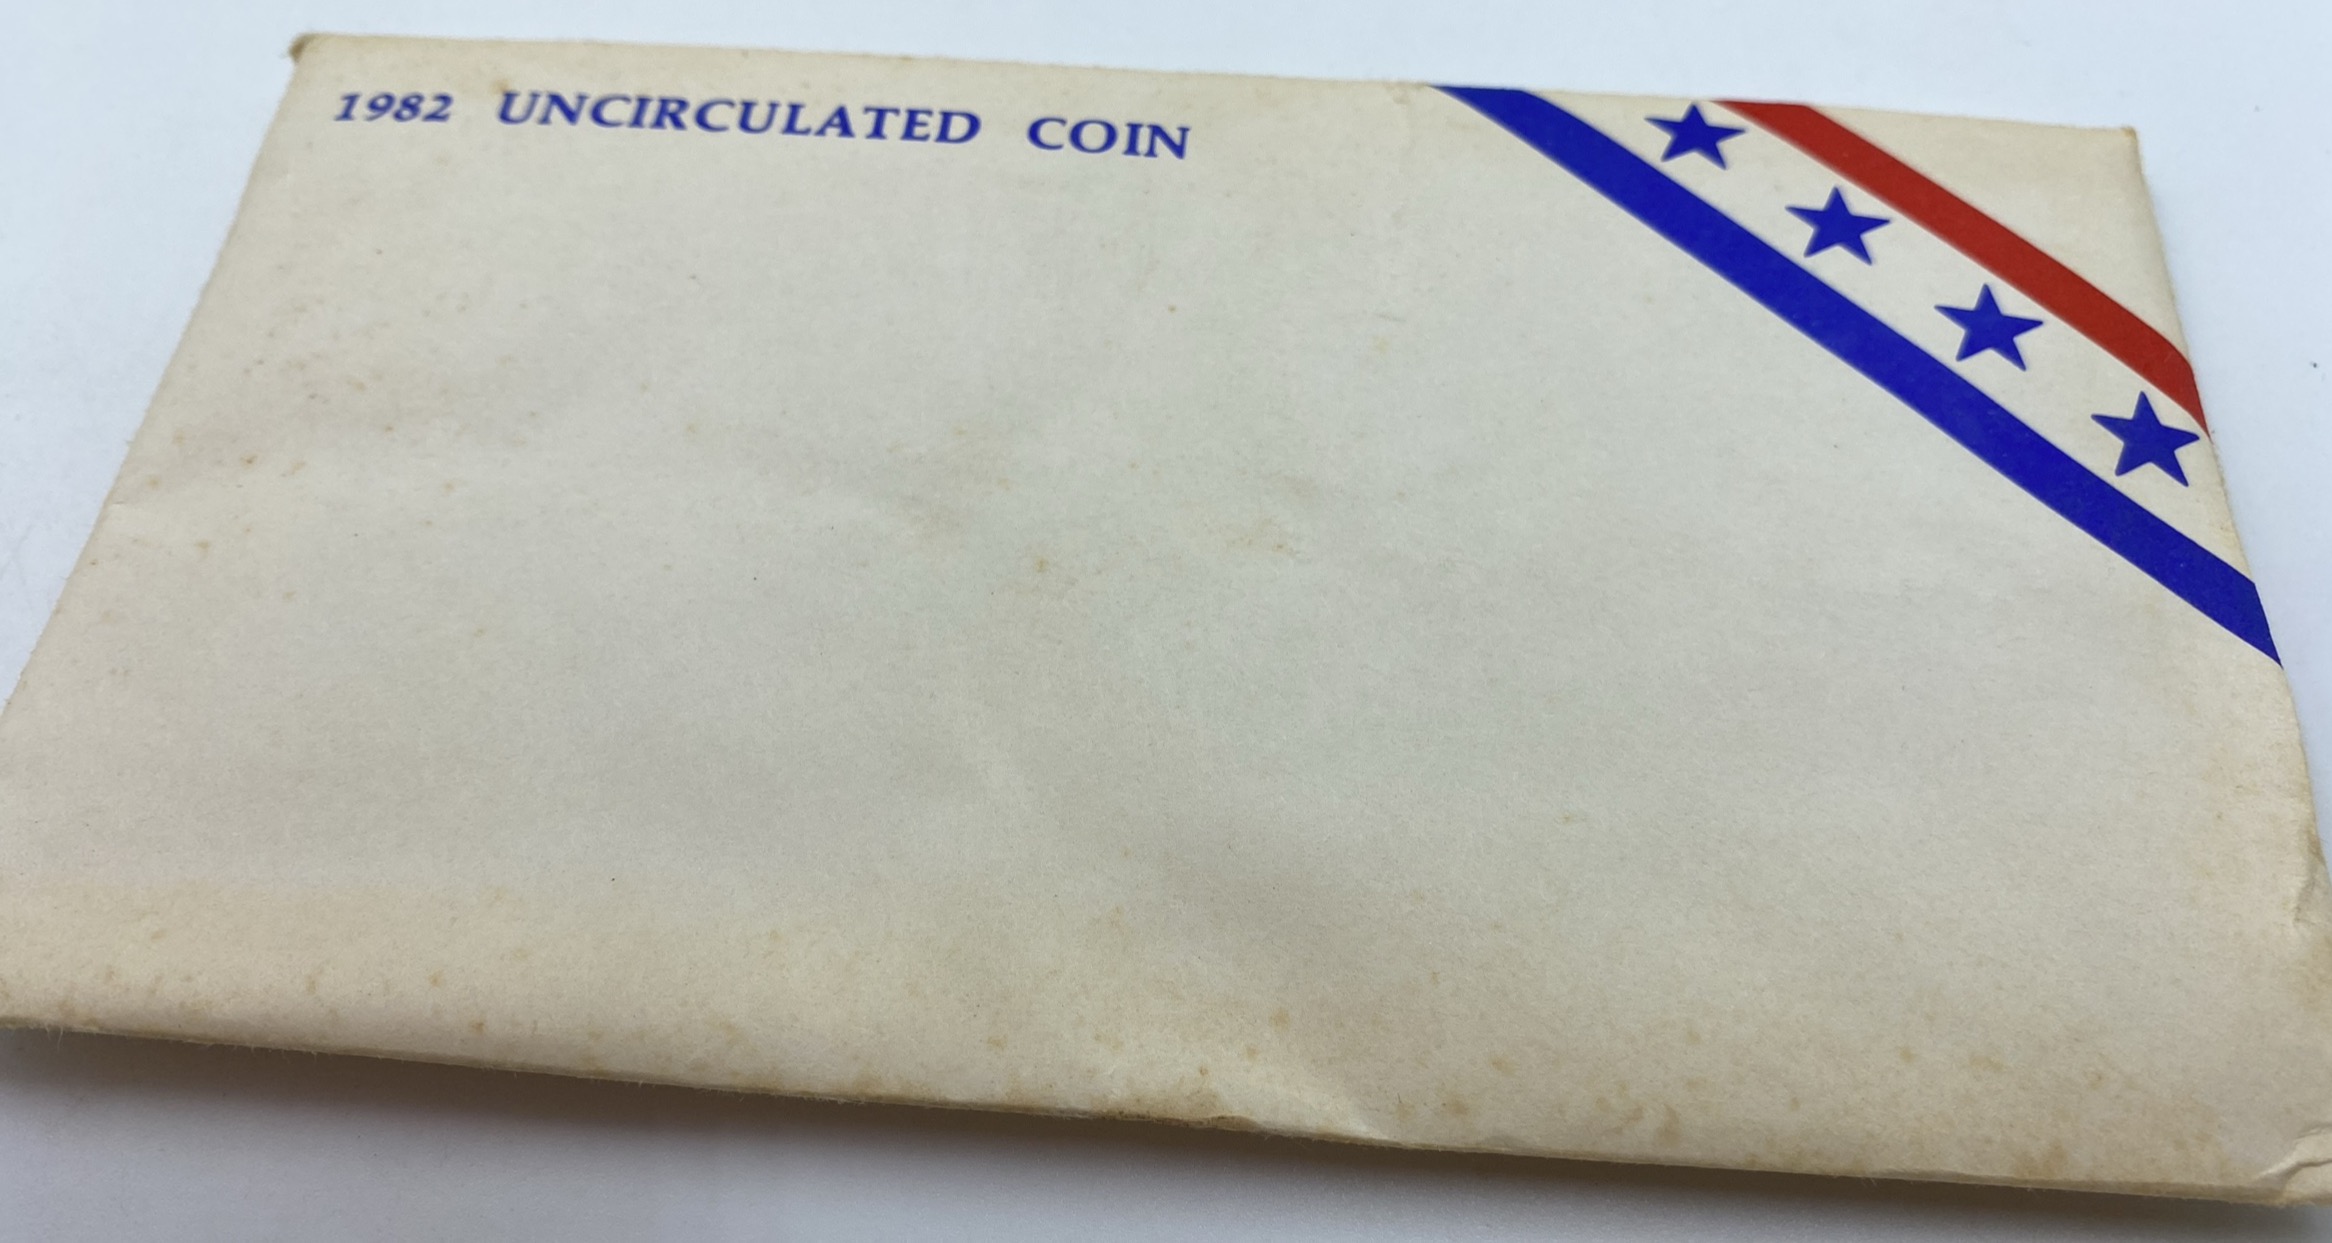 1982 UNCIRCULATED COIN